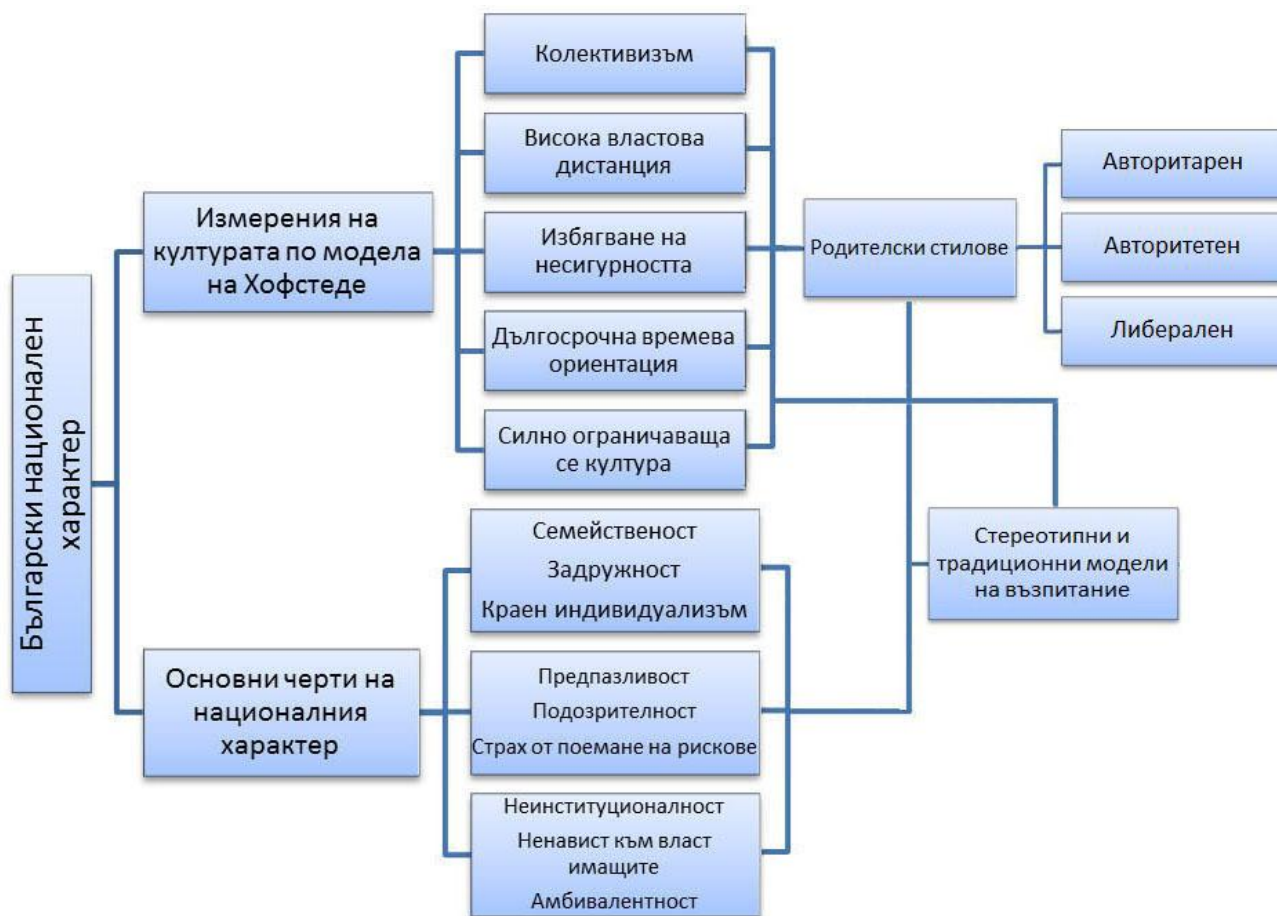 Български национален
характер
Измерения на
културата по модела
на Хофстеде
Основни черти на
националния
характер
Колективизъм
Висока властова
дистанция
Избягване на
несигурността
Дългосрочна времева
ориентация
Силно ограничаваща
се култура
Семейственост
Задружност
Краен индивидуализъм
Предпазливост
Подозрителност
Страх от поемане на рискове
Неинституционалност
Ненавист към власт
имащите
Амбивалентност
Родителски стилове
Авторитарен
Авторитетен
Либерален
Стереотипни и
традиционни модели
на възпитание